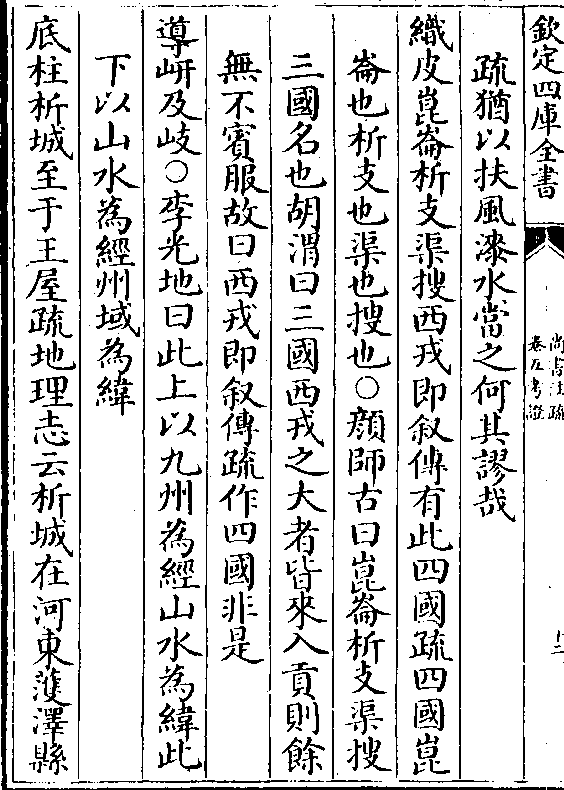 欽定四庫全書
尚書注疏
卷五考證
十二
疏猶以扶風漆水當之何其謬哉
織皮崑崙析支渠搜西戎即叙傳有此四國疏四國崑
崙也析支也渠也搜也○顔師古曰崑崙析支渠搜
三國名也胡渭曰三國西戎之大者皆來入貢則餘
無不賓服故曰西戎即叙傳疏作四國非是
導岍及岐○李光地曰此上以九州為經山水為緯此
下以山水為經州域為緯
底柱析城至于王屋疏地理志云析城在河東濩澤縣